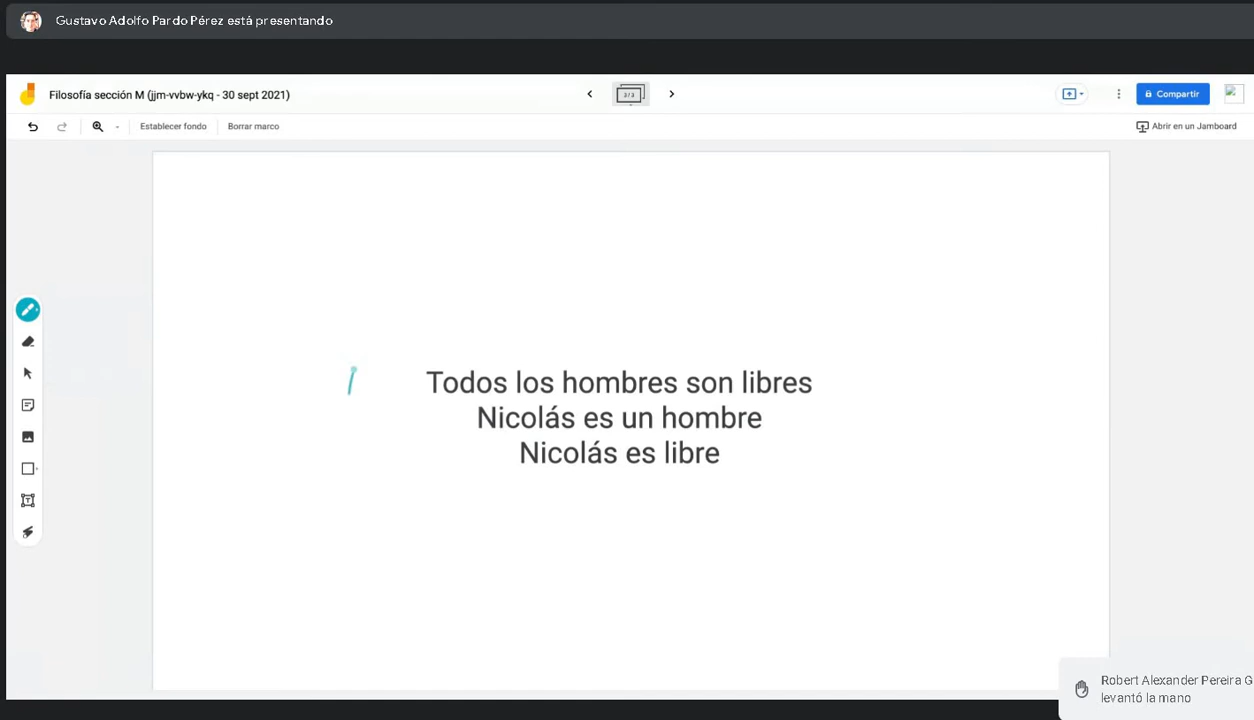 Gustavo Adolfo Pardo Pérez está presentando
Filosofía sección M (jjm-vvbw-ykq - 30 sept 2021)
3/3
Compartir
Establecer fondo
Borrar marco
Abrir en un Jamboard
Todos los hombres son libres
Nicolás es un hombre
Nicolás es libre
Robert Alexander Pereira G
levantó la mano